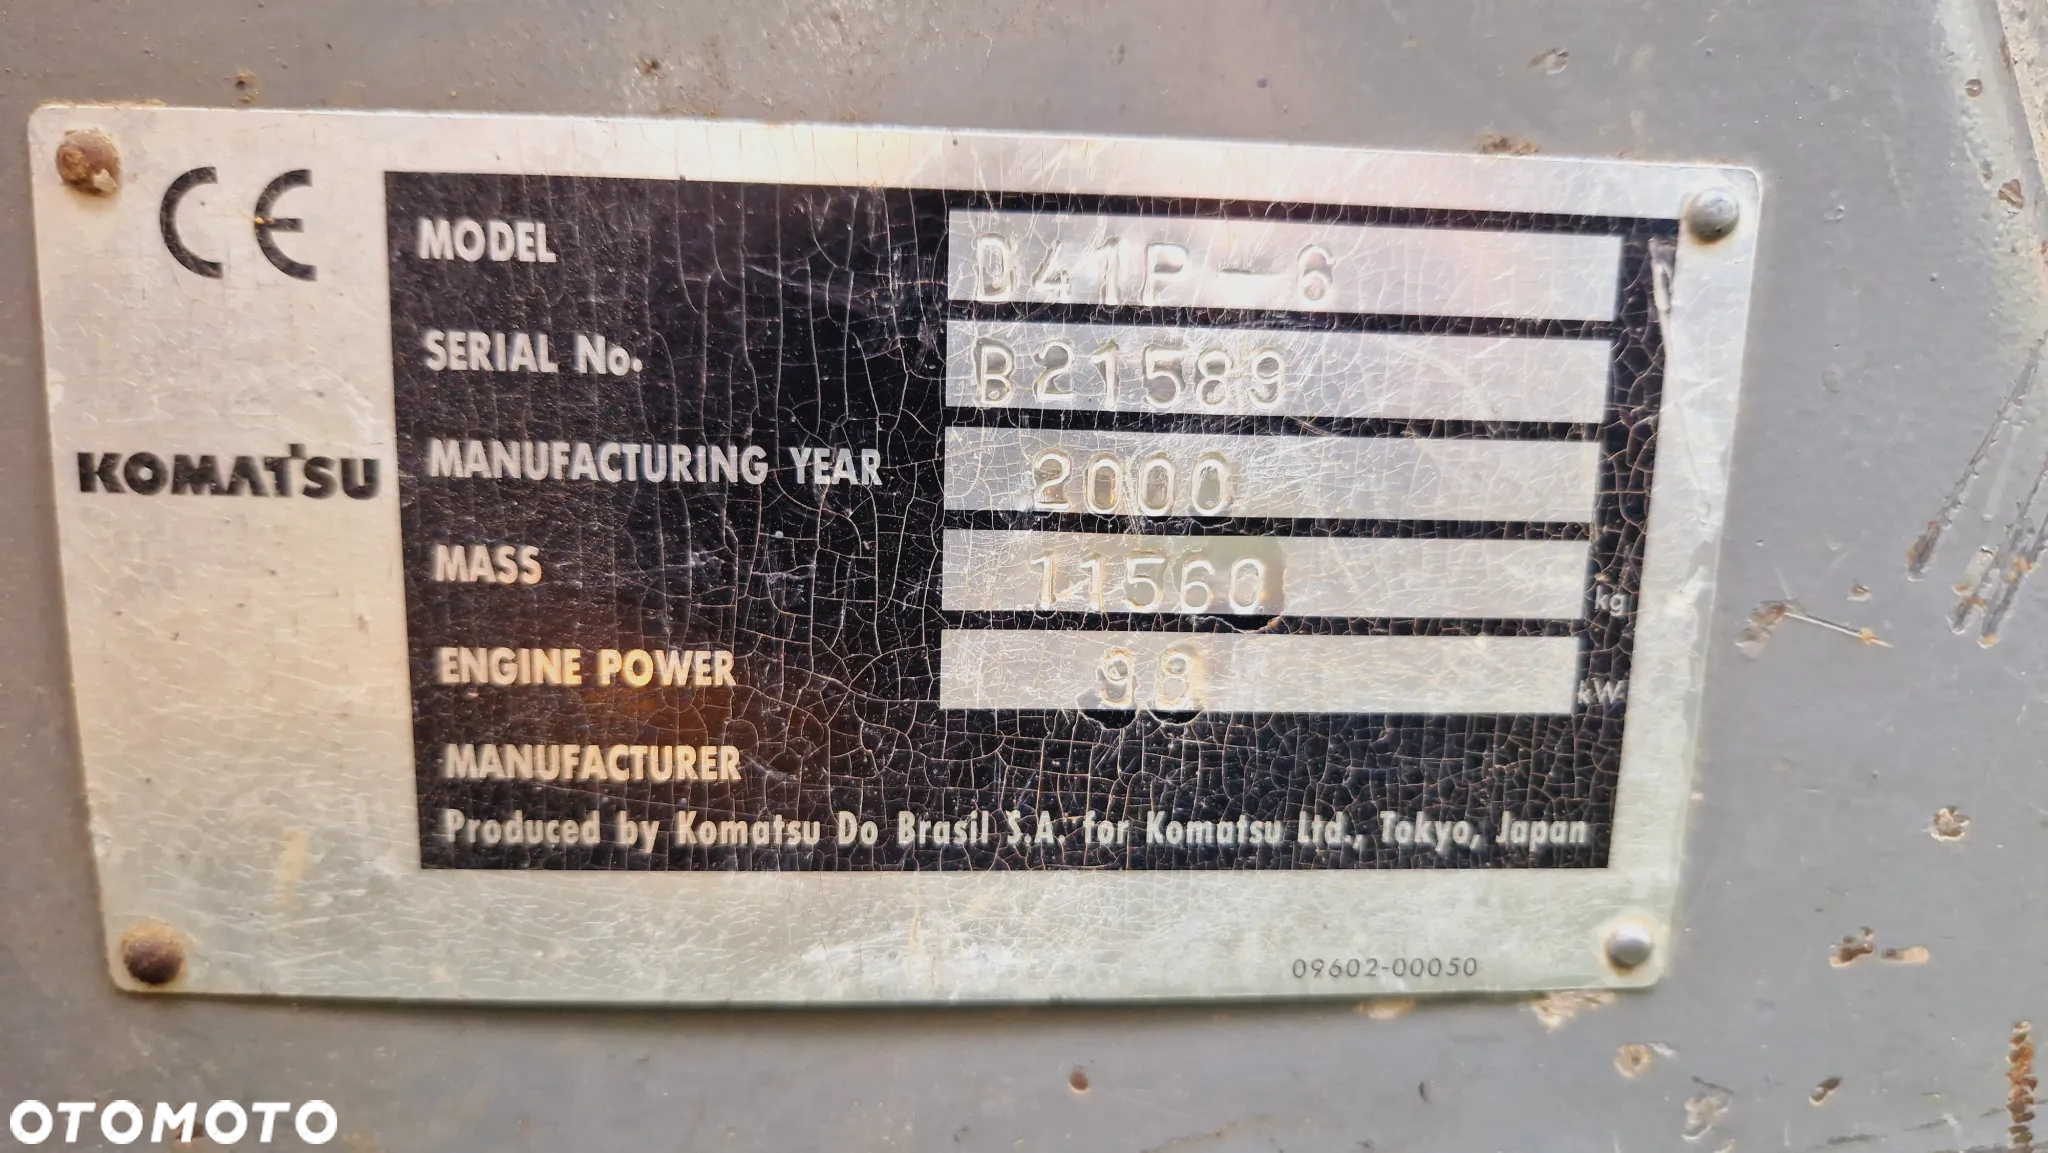 CE
KOMATSU
MODEL D41P-6
SERIAL No. B21589
MANUFACTURING YEAR 2000
MASS 11560 kg
ENGINE POWER 98 kW
MANUFACTURER
Produced by Komatsu Do Brasil S.A. for Komatsu Ltd., Tokyo, Japan
09602-00050
OTOMOTO